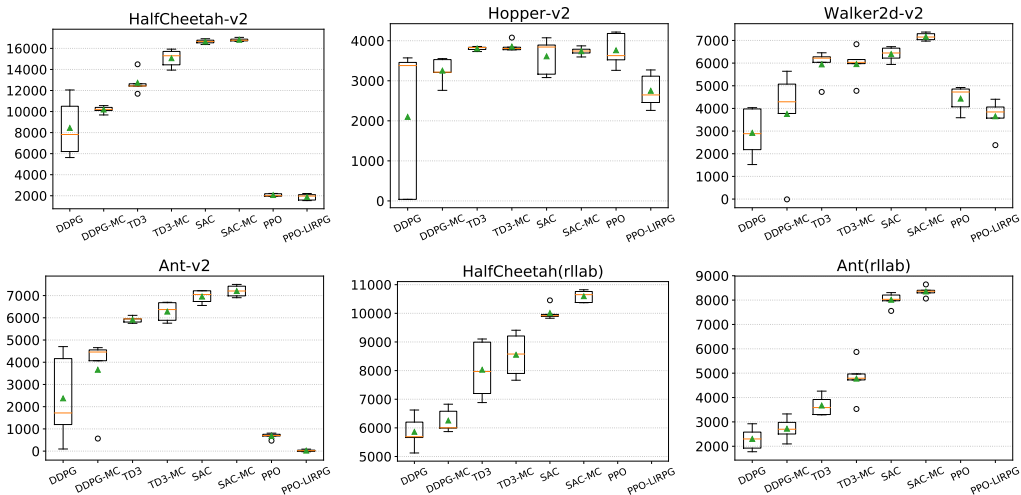 HalfCheetah-v2
16000
14000
12000
10000
8000
6000
4000
2000
DDPG
DDPG-MC
TD3
TD3-MC
SAC
SAC-MC
PPO
PPO-LIRPG
Hopper-v2
4000
3000
2000
1000
0
DDPG
DDPG-MC
TD3
TD3-MC
SAC
SAC-MC
PPO
PPO-LIRPG
Walker2d-v2
7000
6000
5000
4000
3000
2000
1000
0
DDPG
DDPG-MC
TD3
TD3-MC
SAC
SAC-MC
PPO
PPO-LIRPG
Ant-v2
7000
6000
5000
4000
3000
2000
1000
0
DDPG
DDPG-MC
TD3
TD3-MC
SAC
SAC-MC
PPO
PPO-LIRPG
HalfCheetah(rllab)
11000
10000
9000
8000
7000
6000
5000
DDPG
DDPG-MC
TD3
TD3-MC
SAC
SAC-MC
PPO
PPO-LIRPG
Ant(rllab)
9000
8000
7000
6000
5000
4000
3000
2000
DDPG
DDPG-MC
TD3
TD3-MC
SAC
SAC-MC
PPO
PPO-LIRPG